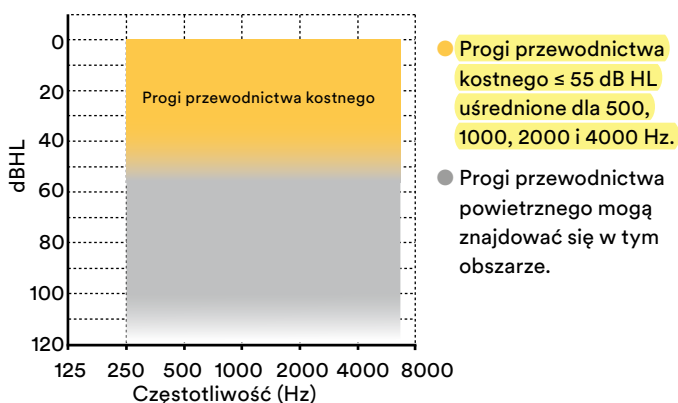 0
20
40
60
80
100
120
dBHL
Progi przewodnictwa kostnego
125 250 500 1000 2000 4000 8000
Częstotliwość (Hz)
Progi przewodnictwa
kostnego ≤ 55 dB HL
uśrednione dla 500,
1000, 2000 i 4000 Hz.
Progi przewodnictwa
powietrznego mogą
znajdować się w tym
obszarze.